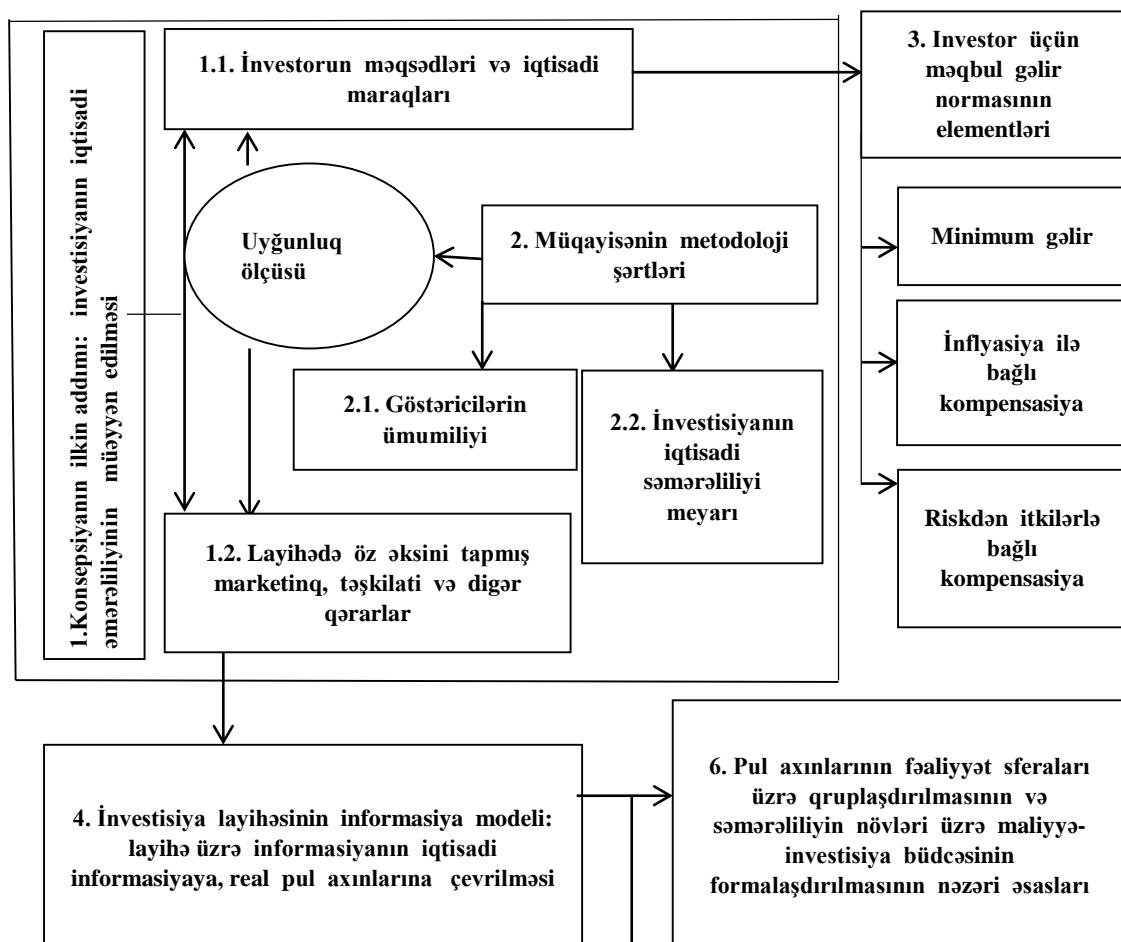 1.Konsepsiyanın ilkin addımı: investisiyanın iqtisadi
əmərəliliyinin müəyyən edilməsi
1.1. İnvestorun məqsədləri və iqtisadi
maraqları
3. Investor üçün
məqbul gəlir
normasının
elementləri
Uyğunluq
ölçüsü
2. Müqayisənin metodoloji
şərtləri
Minimum gəlir
İnflyasiya ilə
bağlı
kompensasiya
2.1. Göstəricilərin
ümumiliyi
2.2. İnvestisiyanın
iqtisadi
səmərəliliyi
meyarı
Riskdən itkilərlə
bağlı
kompensasiya
1.2. Layihədə öz əksini tapmış
marketinq, təşkilati və digər
qərarlar
4. İnvestisiya layihəsinin informasiya modeli:
layihə üzrə informasiyanın iqtisadi
informasiyaya, real pul axınlarına çevrilməsi
6. Pul axınlarının fəaliyyət sferaları
üzrə qruplaşdırılmasının və
səmərəliliyin növləri üzrə maliyyə-
investisiya büdcəsinin
formalaşdırılmasının nəzəri əsasları